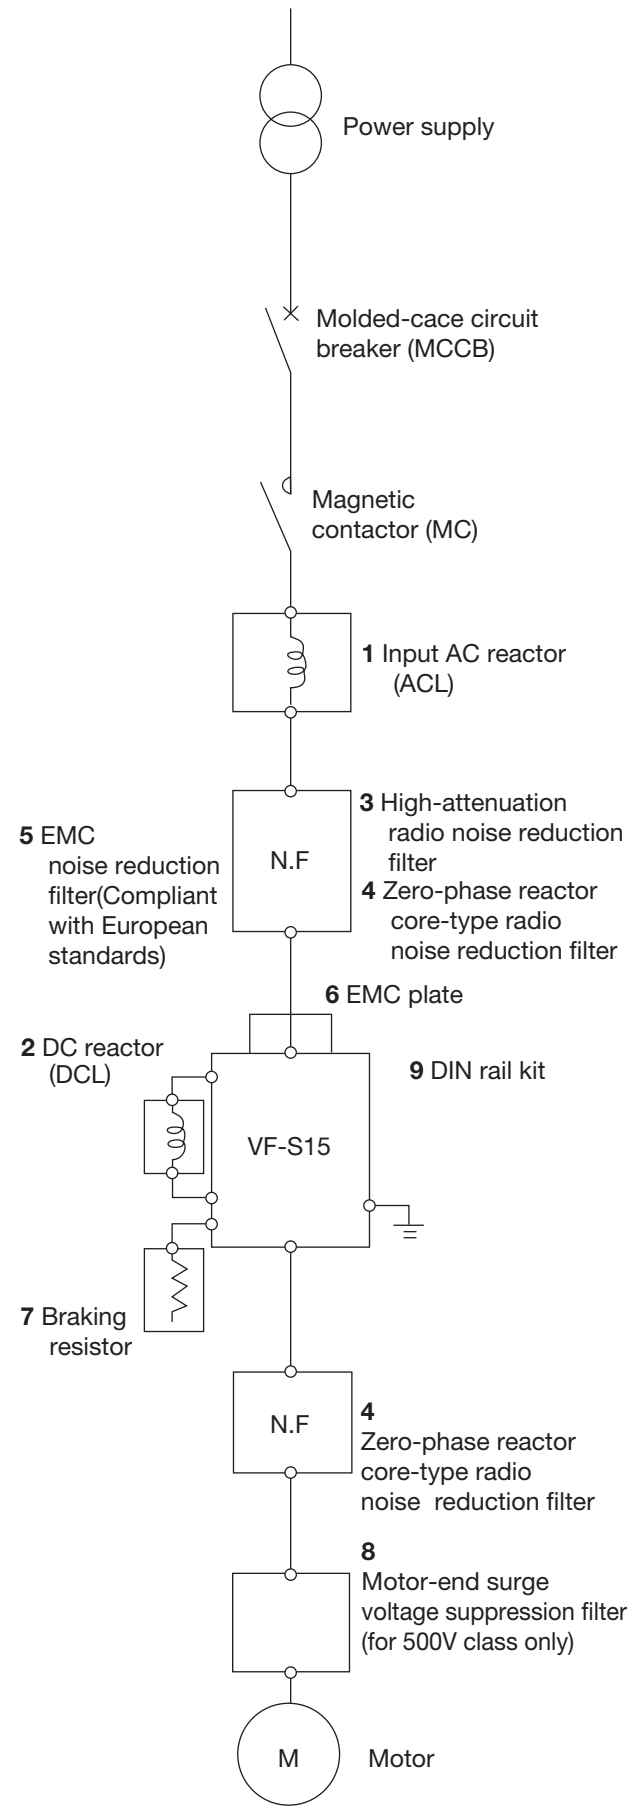 Power supply
Molded-cace circuit
breaker (MCCB)
Magnetic
contactor (MC)
1 Input AC reactor
(ACL)
5 EMC
noise reduction
filter(Compliant
with European
standards)
N.F
3 High-attenuation
radio noise reduction
filter
4 Zero-phase reactor
core-type radio
noise reduction filter
6 EMC plate
2 DC reactor
(DCL)
9 DIN rail kit
VF-S15
7 Braking
resistor
N.F
4
Zero-phase reactor
core-type radio
noise reduction filter
8
Motor-end surge
voltage suppression filter
(for 500V class only)
M
Motor